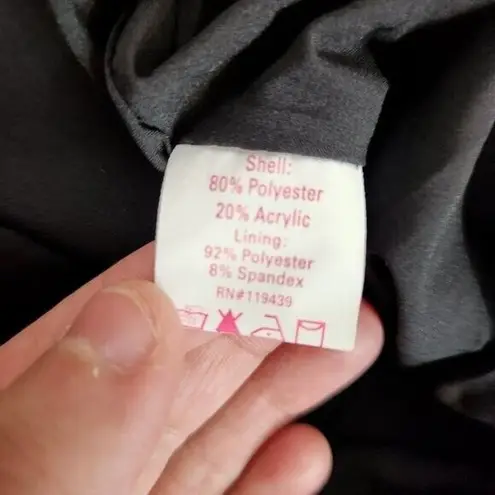 Shell:
80% Polyester
20% Acrylic
Lining:
92% Polyester
8% Spandex
RN#119439